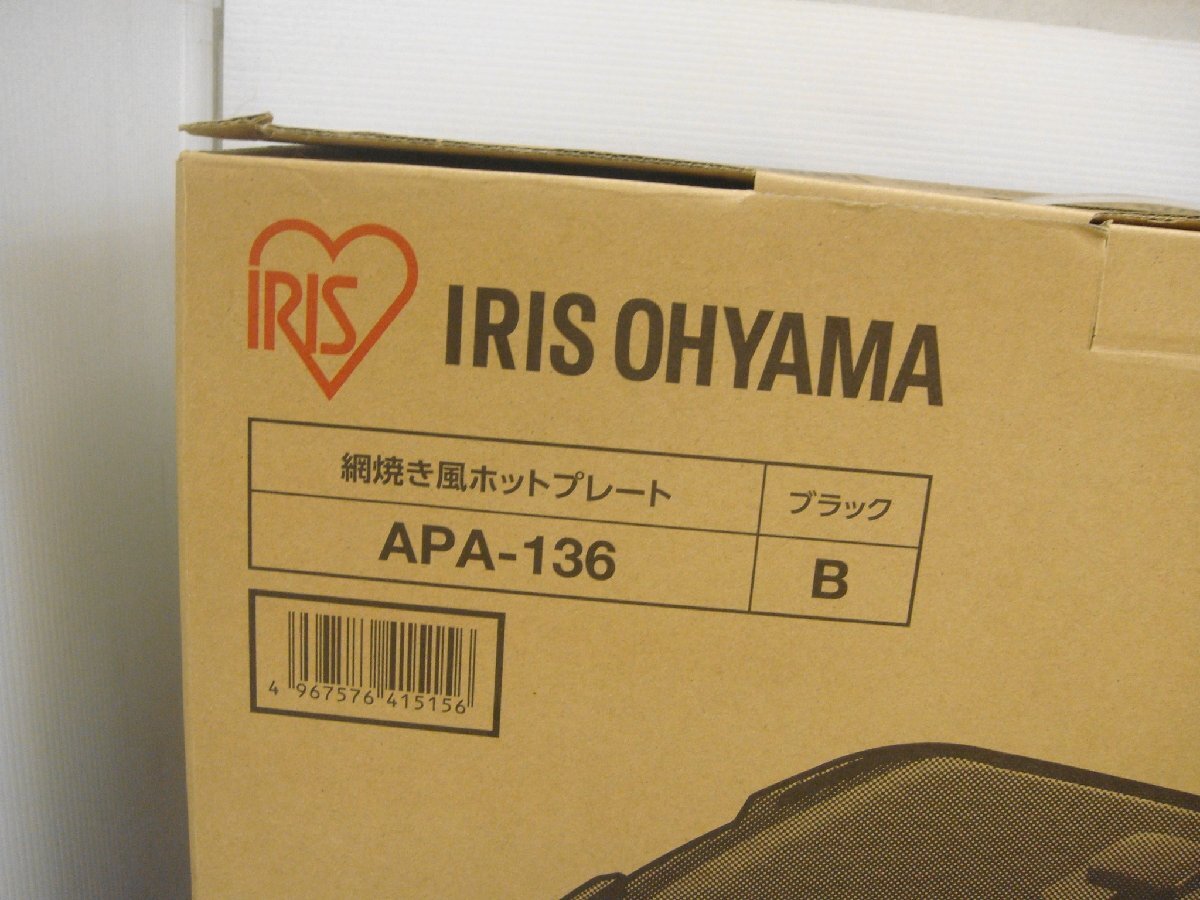 IRIS
IRIS OHYAMA
網焼き風ホットプレート
ブラック
APA-136
B
4 967576 415156